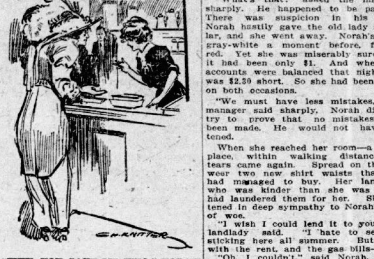 sharply. He happened to be pa
There was suspicion in his
Norah hastily gave the old lady
lar, and she went away. Norah's
gray-white a moment before, f
red. Yet she was miserably sure
it had been only $1. And whe
accounts were balanced that nigh
was $2.30 short. So she had been
on both occasions.
"We must have less mistakes,
manager said sharply, Norah di
try to prove that no mistakes
been made. He would not hav
tened.
When she reached her room—a
place, within walking distanc
tears came again. Spread on t
were two new shirt waists tha
had managed to buy. Her lan
who was kinder than she was
had laundered them for her. S
tened in deep sympathy to Norah
of woe.
"I wish I could lend it to you
landlady said. "I hate to se
sticking here all summer. But
with the rent, and the gas bills-
"Oh, I couldn't," said Norah.